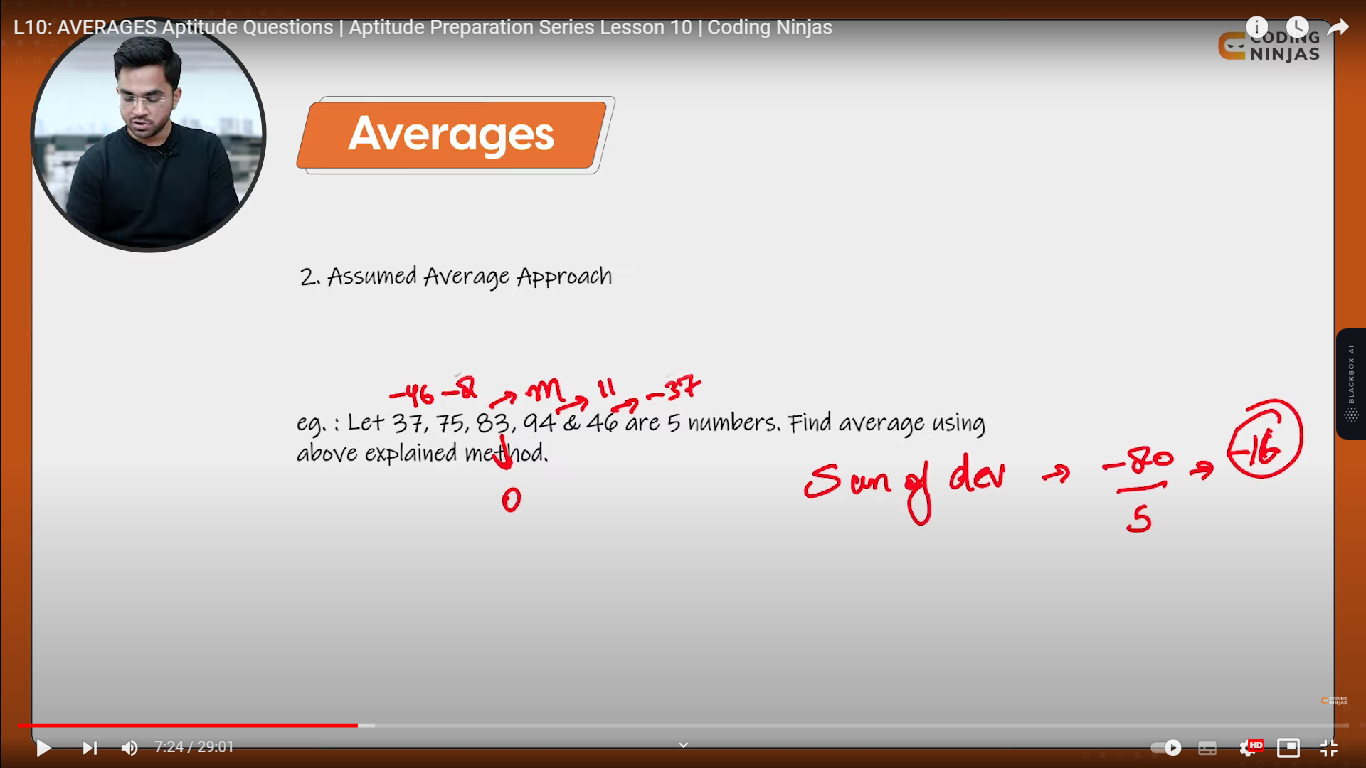 L10: AVERAGES Aptitude Questions | Aptitude Preparation Series Lesson 10 | Coding Ninjas
CODING
NINJAS
Averages
2. Assumed Average Approach
-46 -8 → m → 11 → -37
eg. : Let 37, 75, 83, 94 & 46 are 5 numbers. Find average using
above explained method.
↓
0
Sum of dev → -80/5 → -16
BLACKBOX AI
CODING NINJAS
7:24 / 29:01
HD